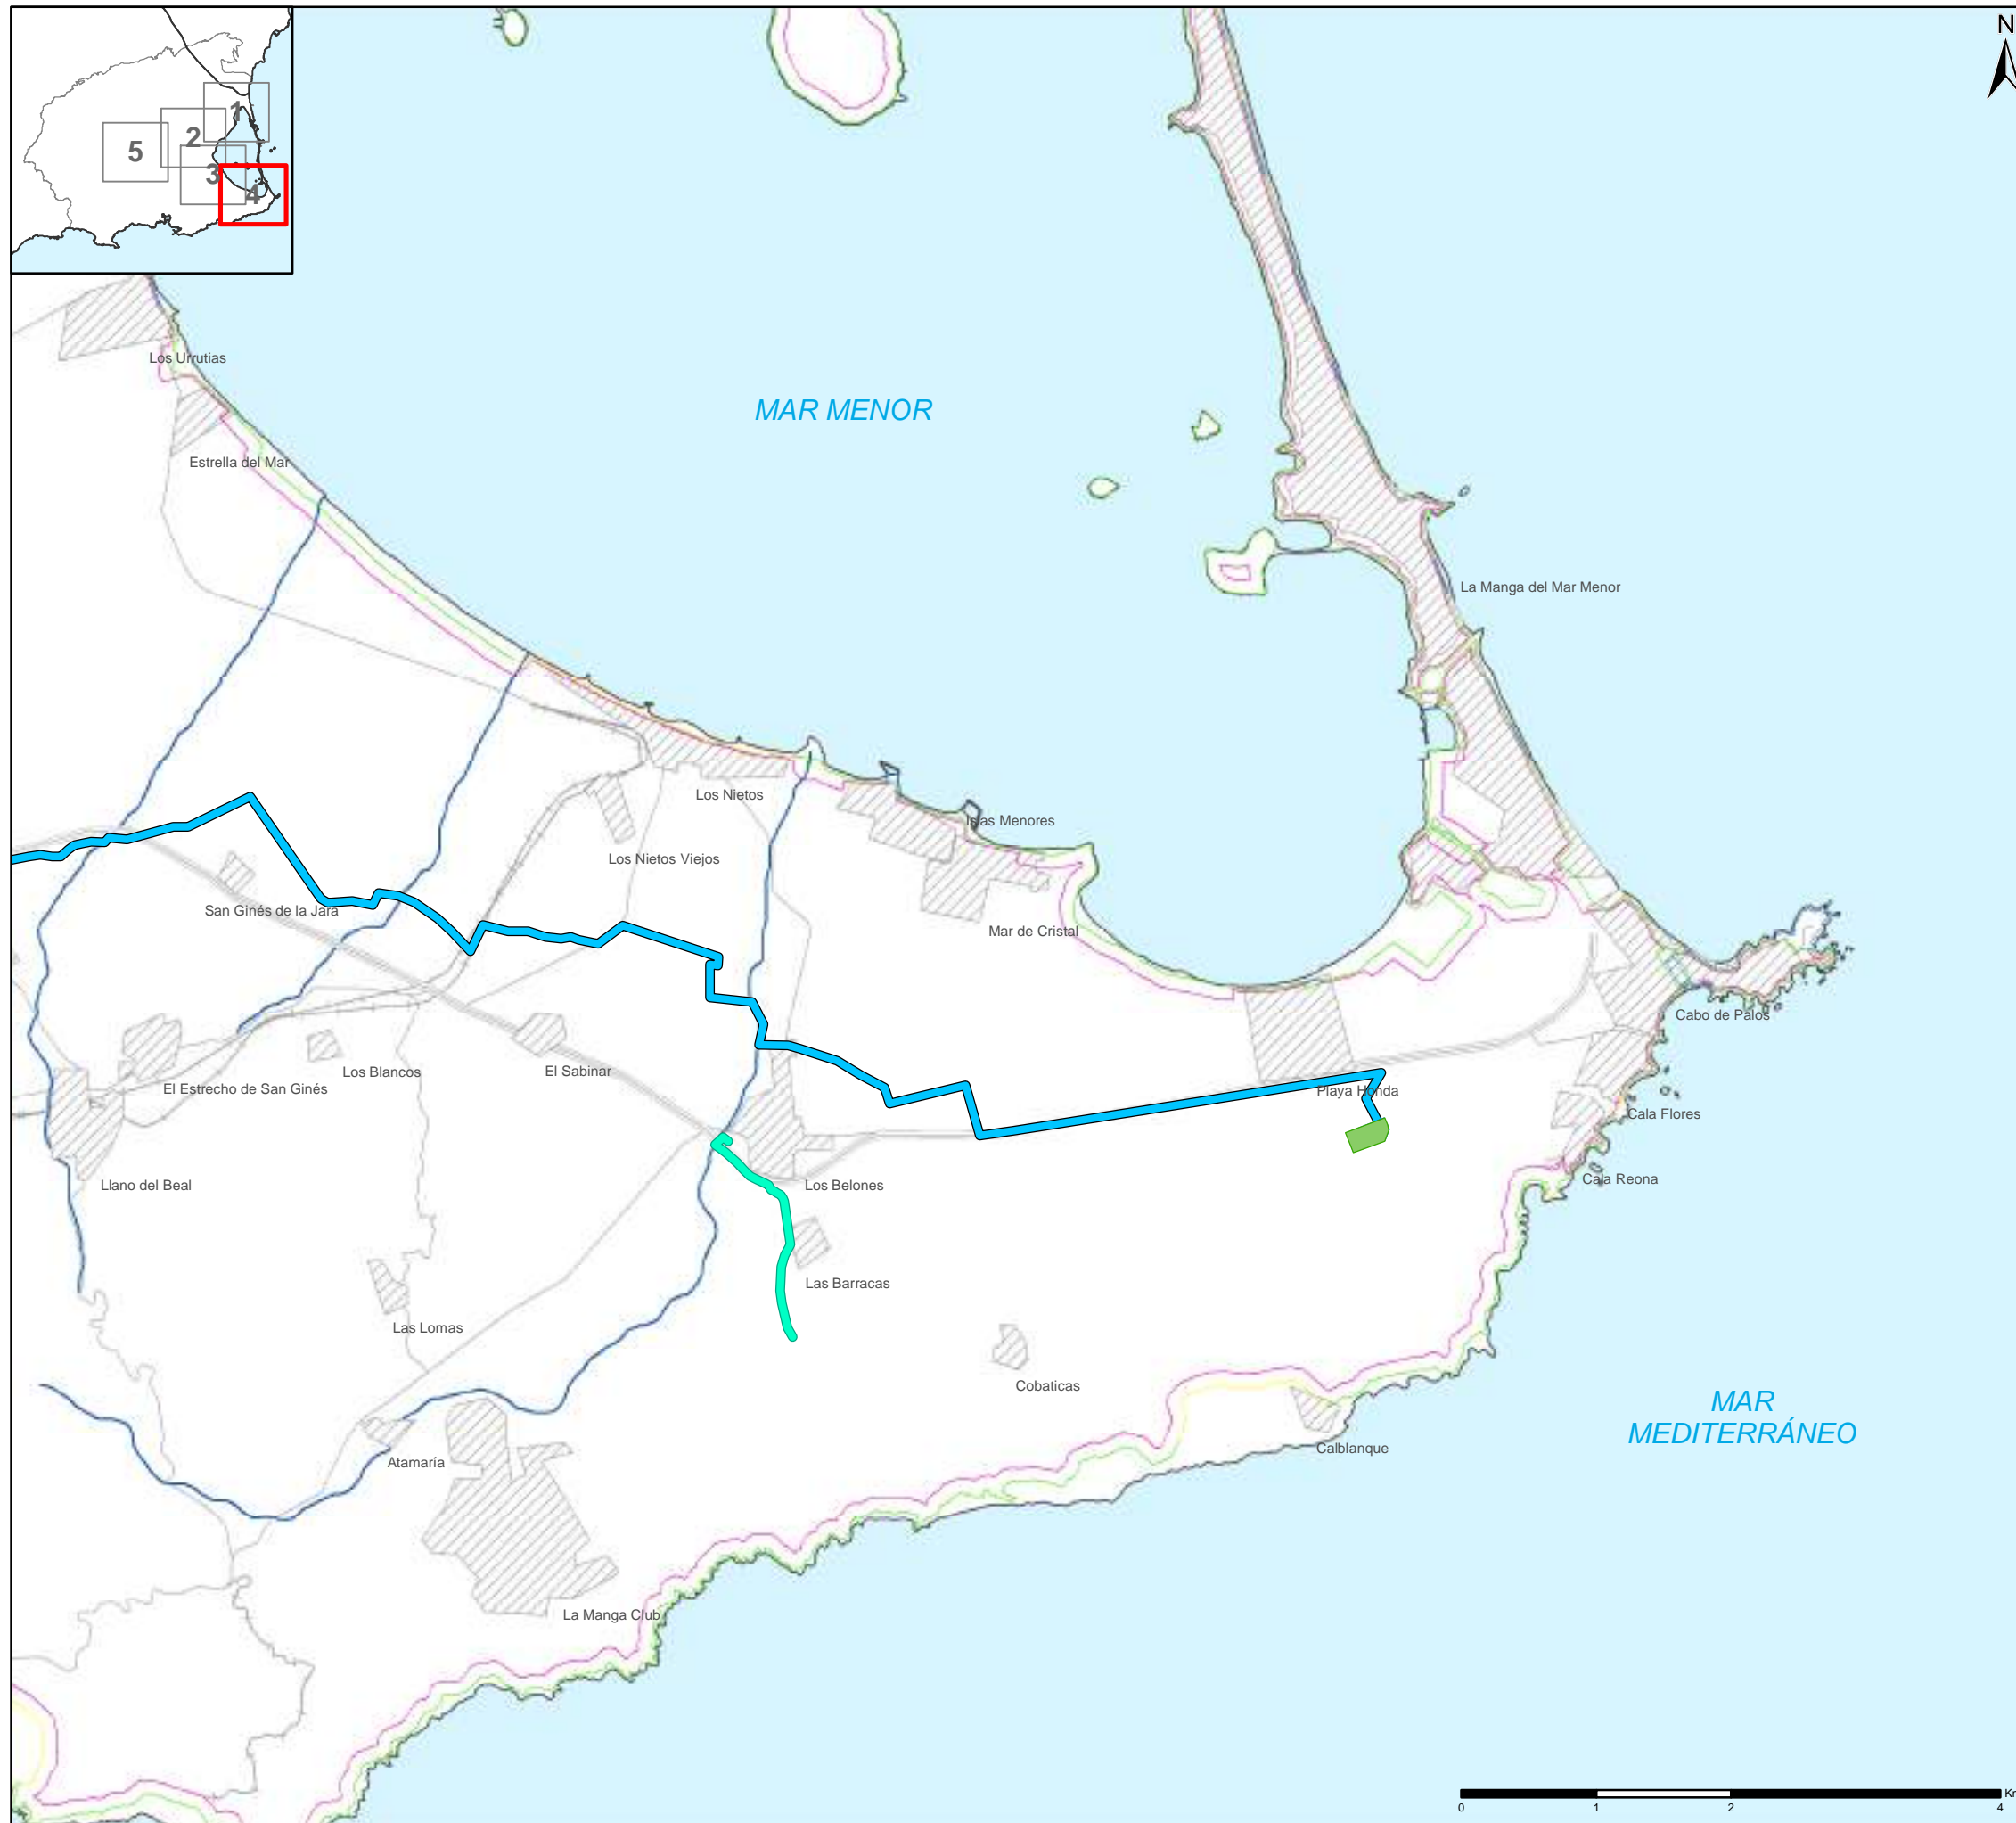 N
1
2
5
3
4
Los Urrutias
MAR MENOR
Estrella del Mar
La Manga del Mar Menor
Los Nietos
Islas Menores
Los Nietos Viejos
San Ginés de la Jara
Mar de Cristal
Cabo de Palos
El Sabinar
Los Blancos
El Estrecho de San Ginés
Playa Honda
Cala Flores
Cala Reona
Llano del Beal
Los Belones
Las Barracas
Las Lomas
Cobaticas
MAR
MEDITERRÁNEO
Calblanque
Atamaría
La Manga Club
0
1
2
4